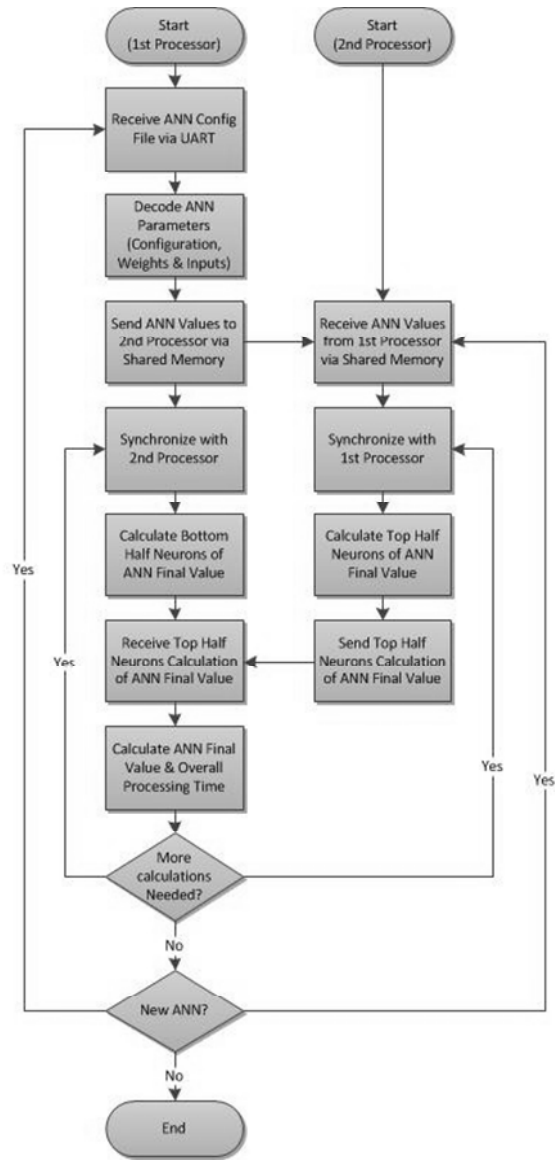 Start
(1st Processor)
Start
(2nd Processor)
Receive ANN Config
File via UART
Decode ANN
Parameters
(Configuration,
Weights & Inputs)
Send ANN Values to
2nd Processor via
Shared Memory
Receive ANN Values
from 1st Processor
via Shared Memory
Synchronize with
2nd Processor
Synchronize with
1st Processor
Calculate Bottom
Half Neurons of
ANN Final Value
Calculate Top Half
Neurons of ANN
Final Value
Yes
Receive Top Half
Neurons Calculation
of ANN Final Value
Send Top Half
Neurons Calculation
of ANN Final Value
Yes
Calculate ANN Final
Value & Overall
Processing Time
Yes
Yes
More
calculations
Needed?
No
New ANN?
No
End